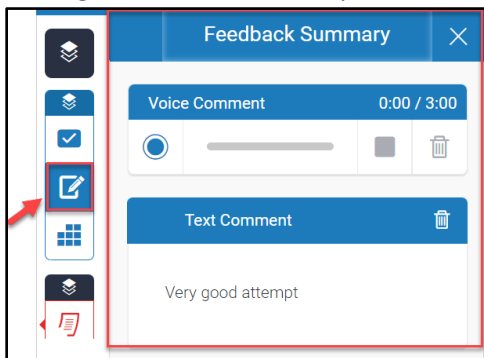 Feedback Summary
Voice Comment 0:00 / 3:00
Text Comment
Very good attempt